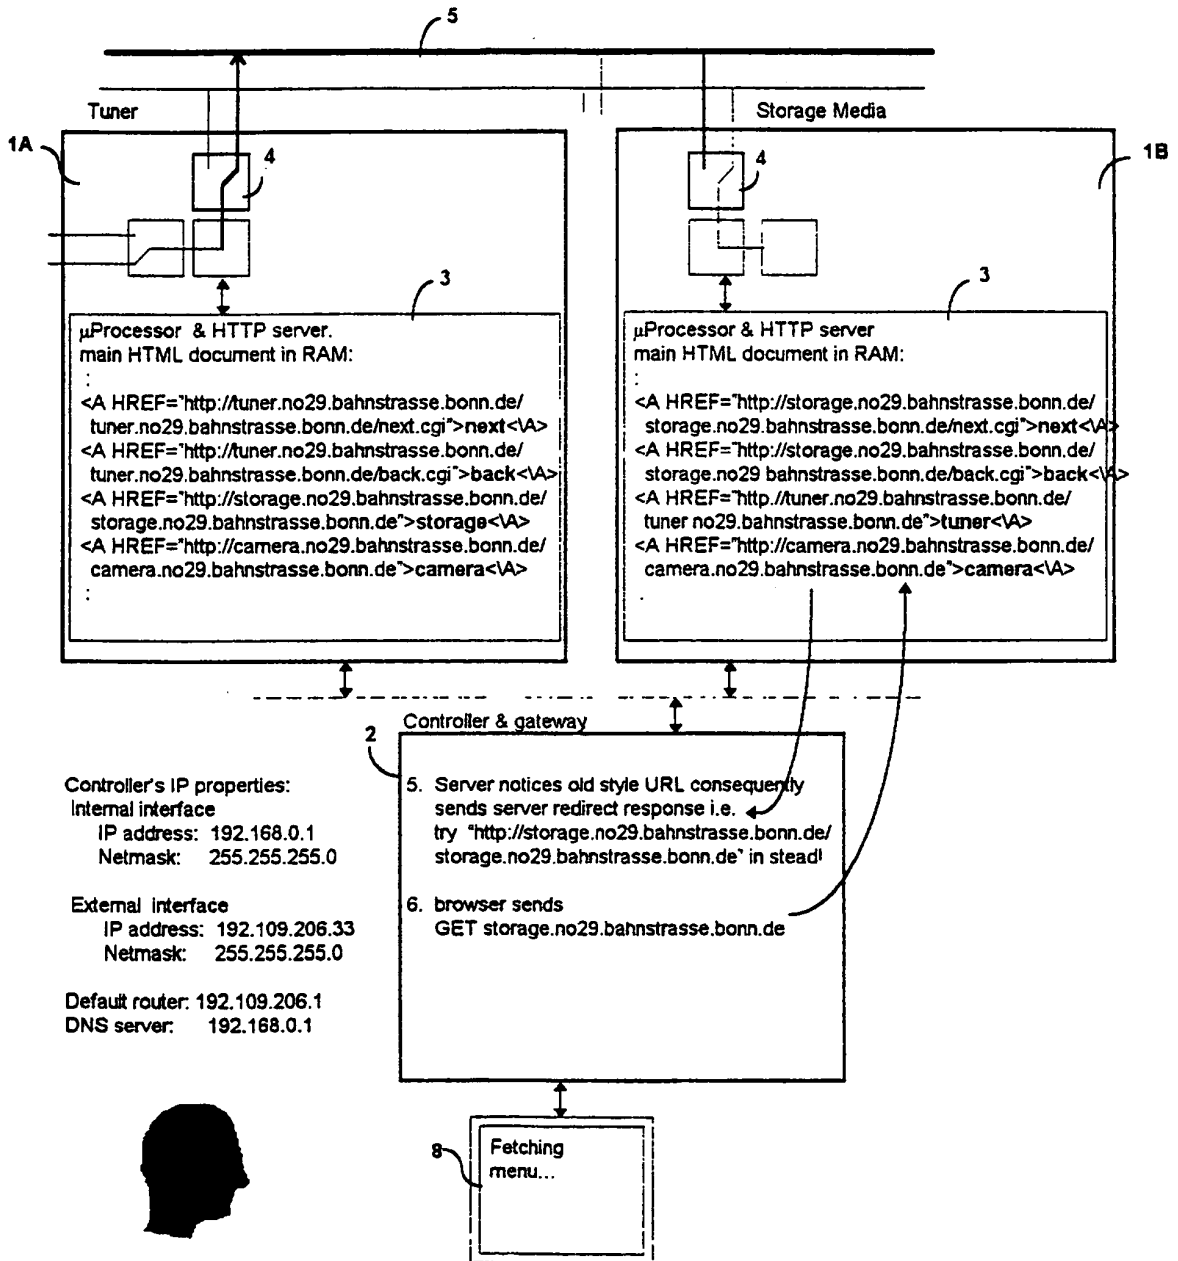 5
Tuner
Storage Media
1A
1B
4
4
3
3
µProcessor & HTTP server.
main HTML document in RAM:
:
<A HREF="http://tuner.no29.bahnstrasse.bonn.de/
tuner.no29.bahnstrasse.bonn.de/next.cgi">next<\A>
<A HREF="http://tuner.no29.bahnstrasse.bonn.de/
tuner.no29.bahnstrasse.bonn.de/back.cgi">back<\A>
<A HREF="http://storage.no29.bahnstrasse.bonn.de/
storage.no29.bahnstrasse.bonn.de">storage<\A>
<A HREF="http://camera.no29.bahnstrasse.bonn.de/
camera.no29.bahnstrasse.bonn.de">camera<\A>
:
µProcessor & HTTP server
main HTML document in RAM:
:
<A HREF="http://storage.no29.bahnstrasse.bonn.de/
storage.no29.bahnstrasse.bonn.de/next.cgi">next<\A>
<A HREF="http://storage.no29.bahnstrasse.bonn.de/
storage.no29 bahnstrasse.bonn.de/back.cgi">back<\A>
<A HREF="http://tuner.no29.bahnstrasse.bonn.de/
tuner no29.bahnstrasse.bonn.de">tuner<\A>
<A HREF="http://camera.no29.bahnstrasse.bonn.de/
camera.no29.bahnstrasse.bonn.de">camera<\A>
.
Controller & gateway
2
5. Server notices old style URL consequently
sends server redirect response i.e.
try "http://storage.no29.bahnstrasse.bonn.de/
storage.no29.bahnstrasse.bonn.de" in stead!
6. browser sends
GET storage.no29.bahnstrasse.bonn.de
Controller's IP properties:
Internal interface
IP address: 192.168.0.1
Netmask: 255.255.255.0
External interface
IP address: 192.109.206.33
Netmask: 255.255.255.0
Default router: 192.109.206.1
DNS server: 192.168.0.1
8
Fetching
menu...